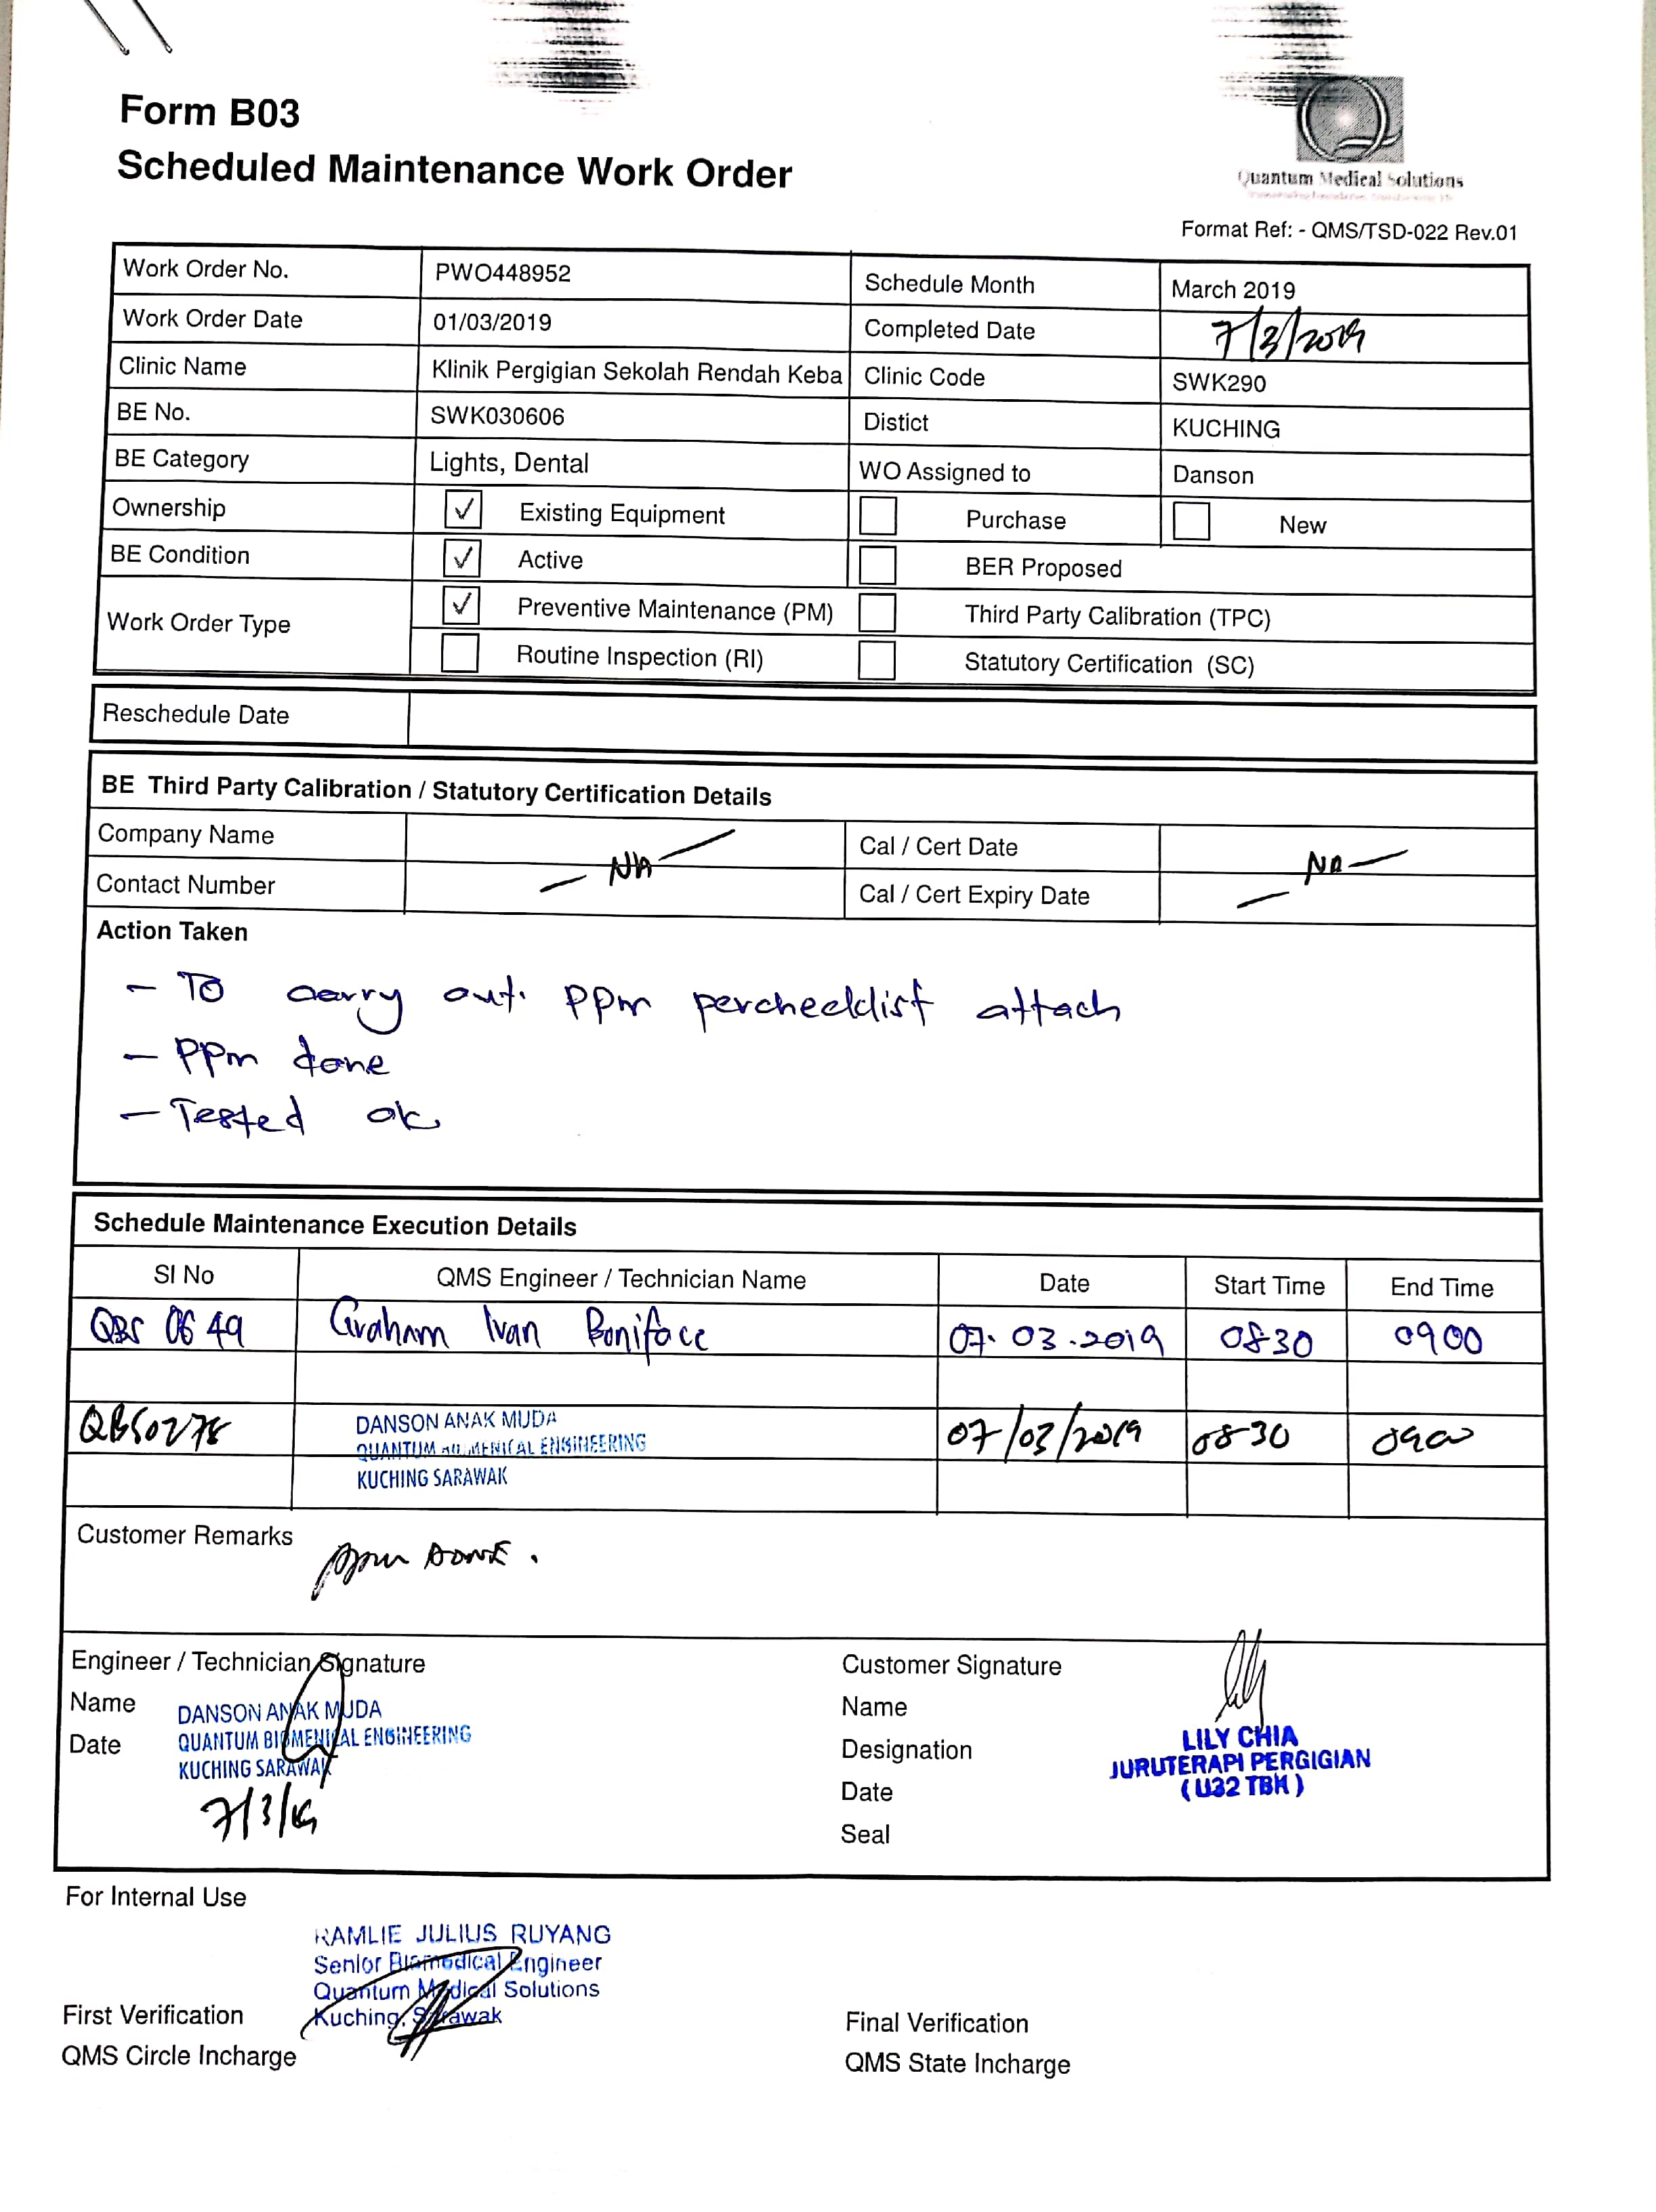 Form B03
Scheduled Maintenance Work Order
Quantum Medical Solutions
Format Ref: - QMS/TSD-022 Rev.01
Work Order No. PWO448952 Schedule Month March 2019
Work Order Date 01/03/2019 Completed Date 7/3/2019
Clinic Name Klinik Pergigian Sekolah Rendah Keba Clinic Code SWK290
BE No. SWK030606 Distict KUCHING
BE Category Lights, Dental WO Assigned to Danson
Ownership ✓ Existing Equipment Purchase New
BE Condition ✓ Active BER Proposed
Work Order Type ✓ Preventive Maintenance (PM) Third Party Calibration (TPC)
Routine Inspection (RI) Statutory Certification (SC)
Reschedule Date
BE Third Party Calibration / Statutory Certification Details
Company Name Cal / Cert Date
— NA — NA —
Contact Number Cal / Cert Expiry Date
Action Taken
- To carry out. ppm perchecklist attach
- PPm done
- Tested ok
Schedule Maintenance Execution Details
SI No QMS Engineer / Technician Name Date Start Time End Time
QBS 0649 Graham Ivan Boniface 07.03.2019 0830 0900
QBS0278 DANSON ANAK MUDA 07/03/2019 0830 0900
QUANTUM BIOMENICAL ENGINEERING
KUCHING SARAWAK
Customer Remarks ppm DONE.
Engineer / Technician Signature Customer Signature
Name DANSON ANAK MUDA Name
Date QUANTUM BIOMENICAL ENGINEERING LILY CHIA
KUCHING SARAWAK Designation JURUTERAPI PERGIGIAN
7/3/19 Date (U32 TBK)
Seal
For Internal Use
RAMLIE JULIUS RUYANG
Senior Biomedical Engineer
Quantum Medical Solutions
Kuching, Sarawak
First Verification Final Verification
QMS Circle Incharge QMS State Incharge